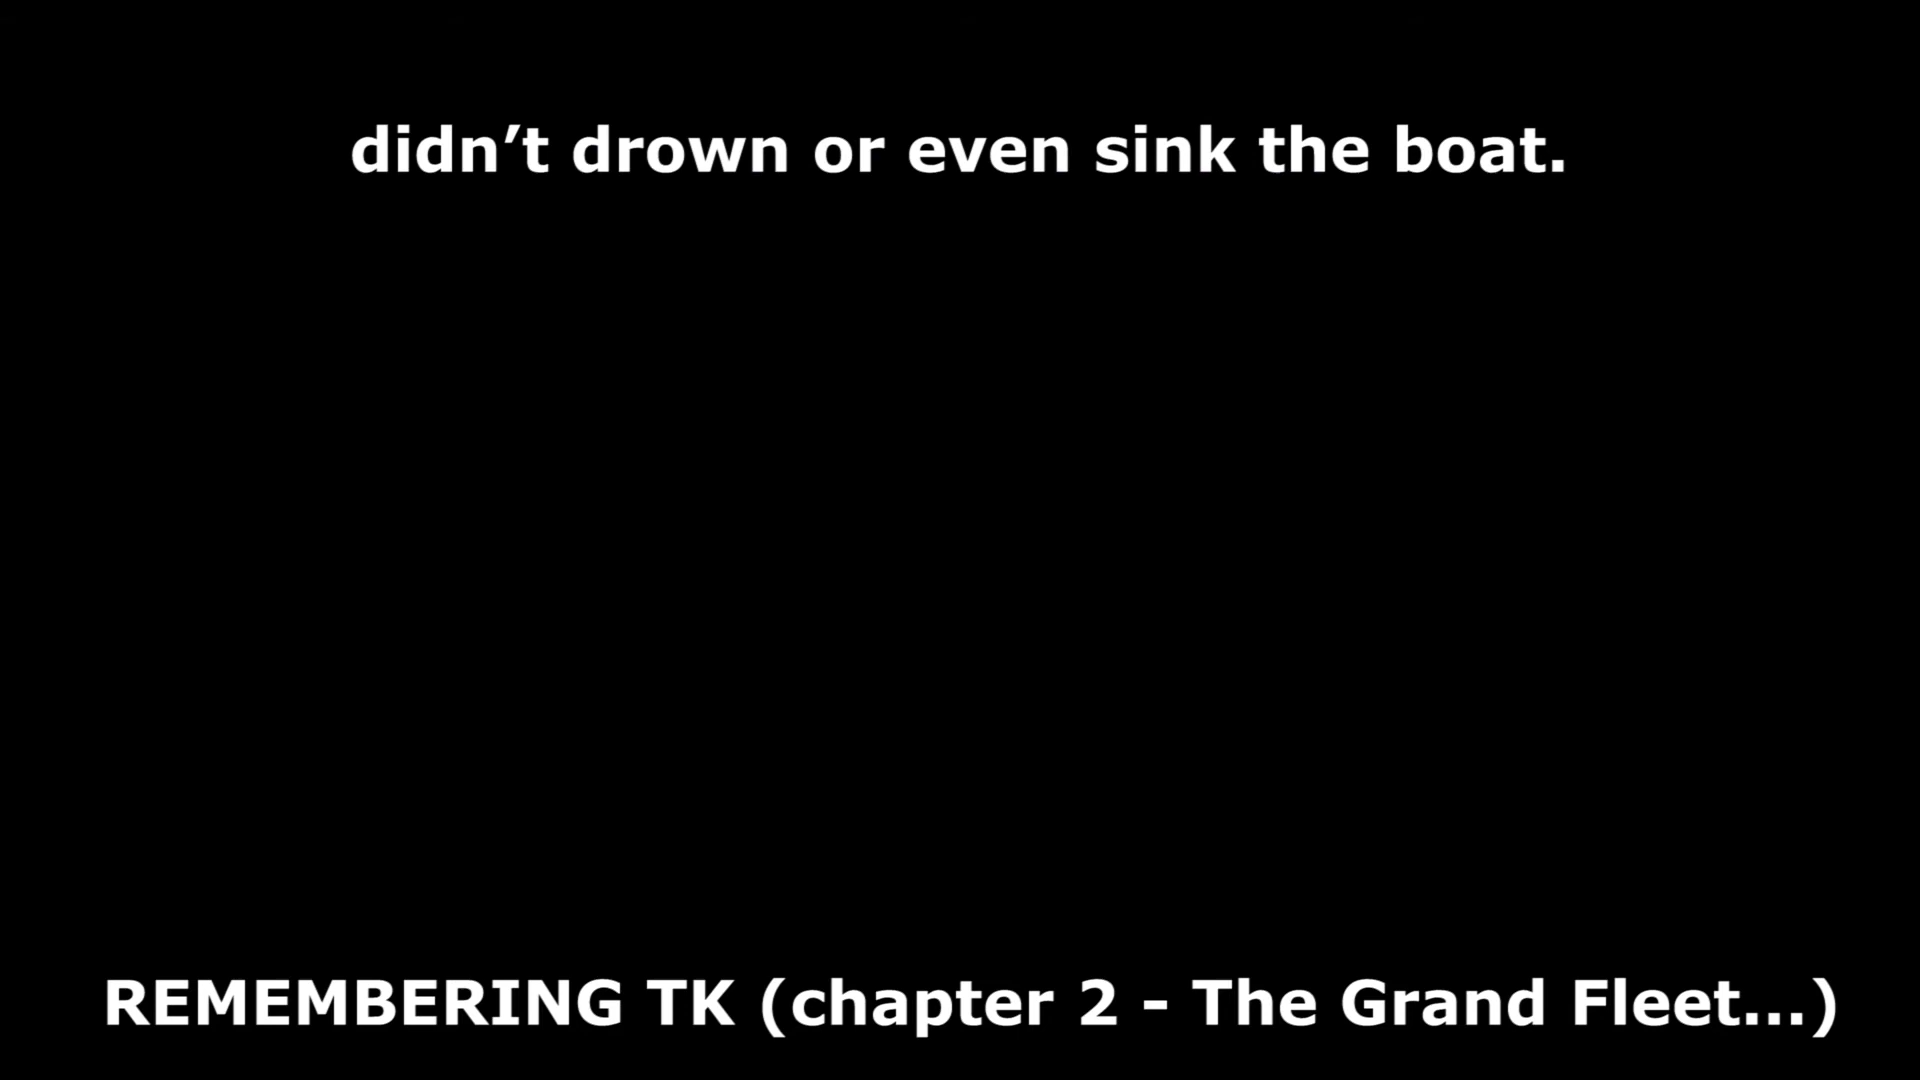 didn’t drown or even sink the boat.
REMEMBERING TK (chapter 2 - The Grand Fleet...)